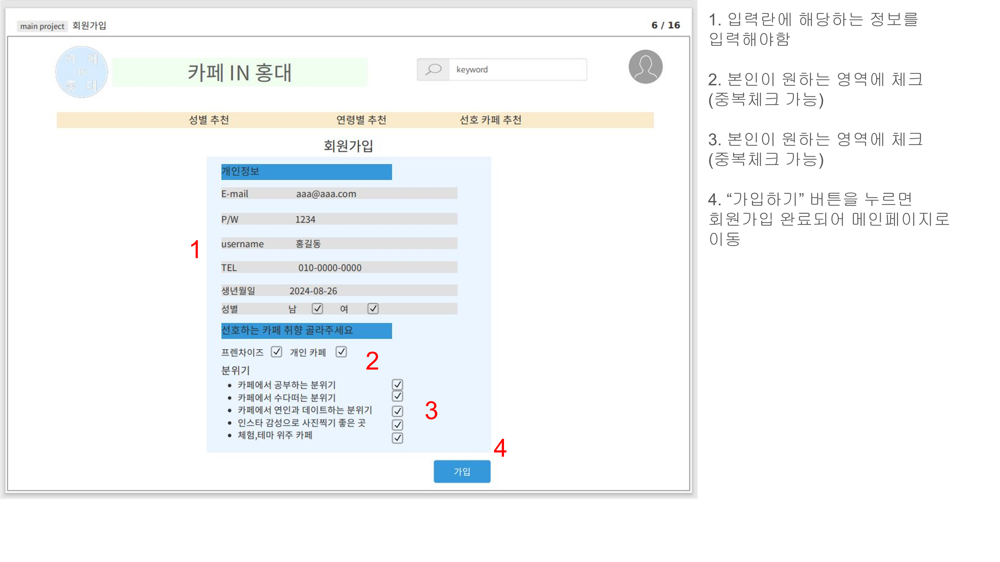 main project 회원가입
6 / 16
카 페
IN
홍 대
카페 IN 홍대
keyword
성별 추천 연령별 추천 선호 카페 추천
회원가입
개인정보
E-mail aaa@aaa.com
P/W 1234
username 홍길동
TEL 010-0000-0000
생년월일 2024-08-26
성별 남 여
선호하는 카페 취향 골라주세요
프렌차이즈 개인 카페
분위기
• 카페에서 공부하는 분위기
• 카페에서 수다떠는 분위기
• 카페에서 연인과 데이트하는 분위기
• 인스타 감성으로 사진찍기 좋은 곳
• 체험,테마 위주 카페
가입
1
2
3
4
1. 입력란에 해당하는 정보를
입력해야함
2. 본인이 원하는 영역에 체크
(중복체크 가능)
3. 본인이 원하는 영역에 체크
(중복체크 가능)
4. “가입하기” 버튼을 누르면
회원가입 완료되어 메인페이지로
이동